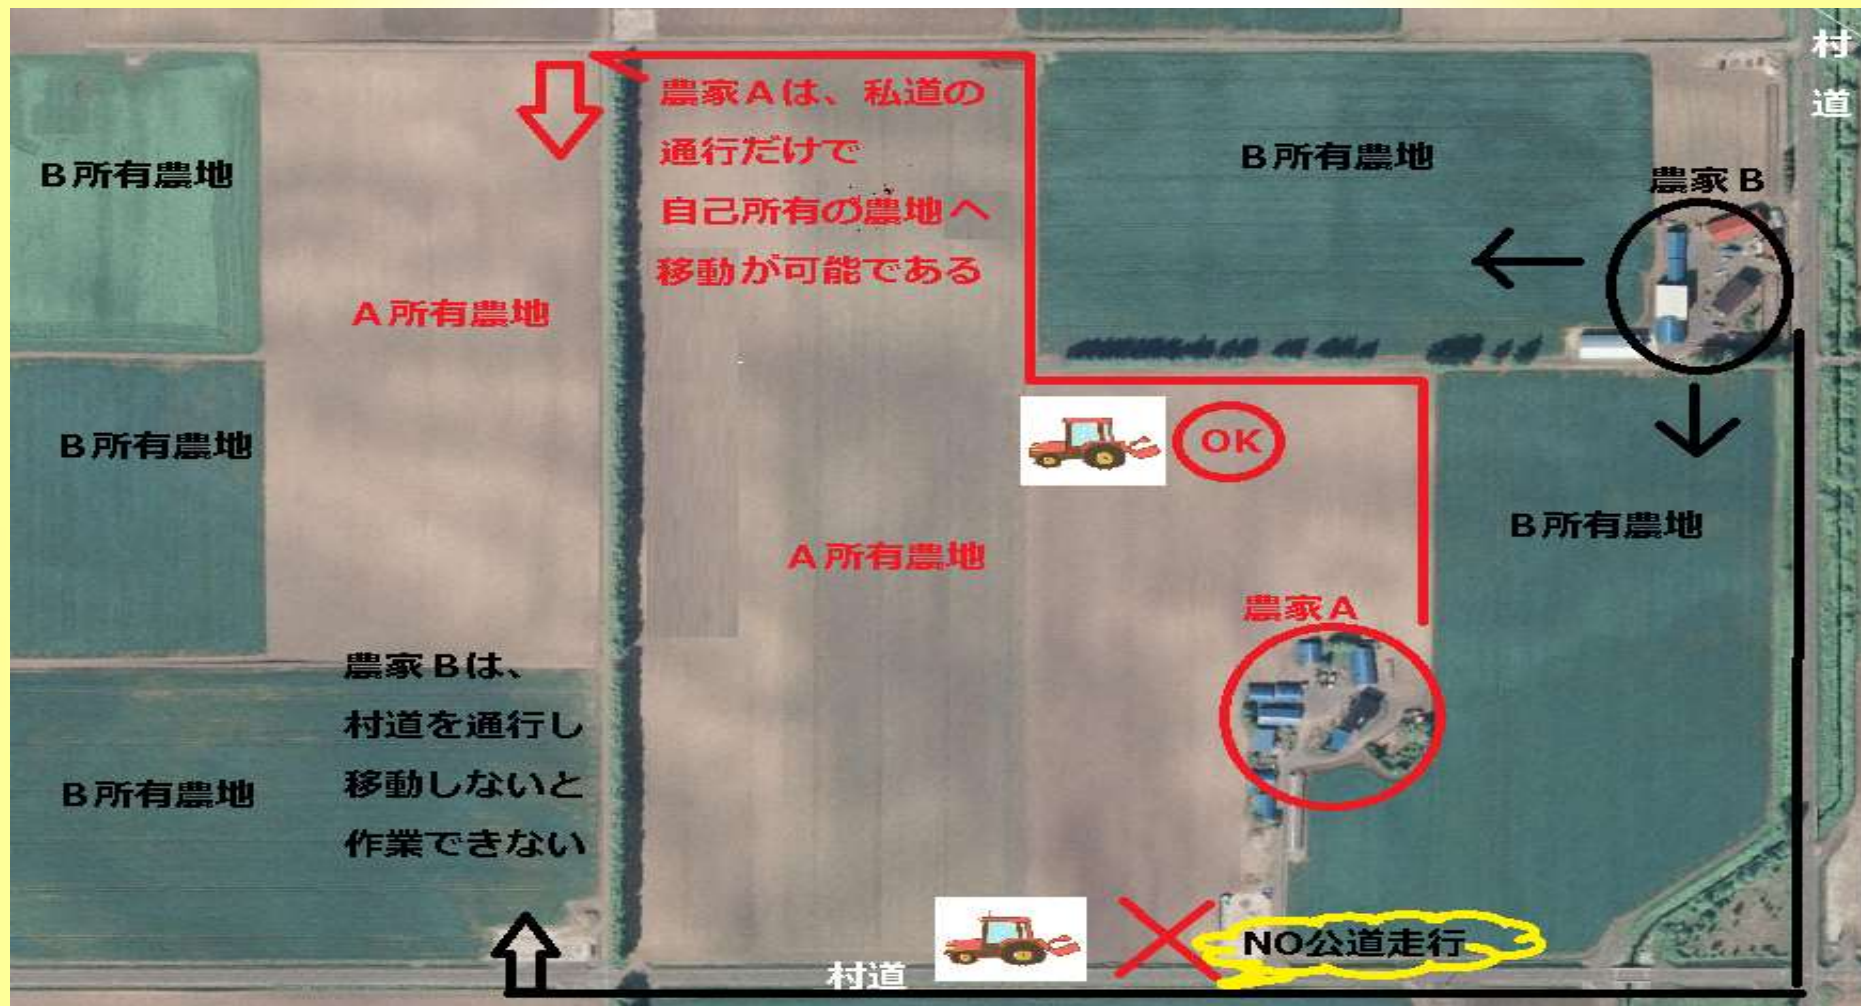 村
道
農家Aは、私道の
通行だけで
自己所有の農地へ
移動が可能である
B所有農地
B所有農地
農家B
A所有農地
OK
B所有農地
B所有農地
A所有農地
農家A
農家Bは、
村道を通行し
移動しないと
作業できない
B所有農地
NO公道走行
村道